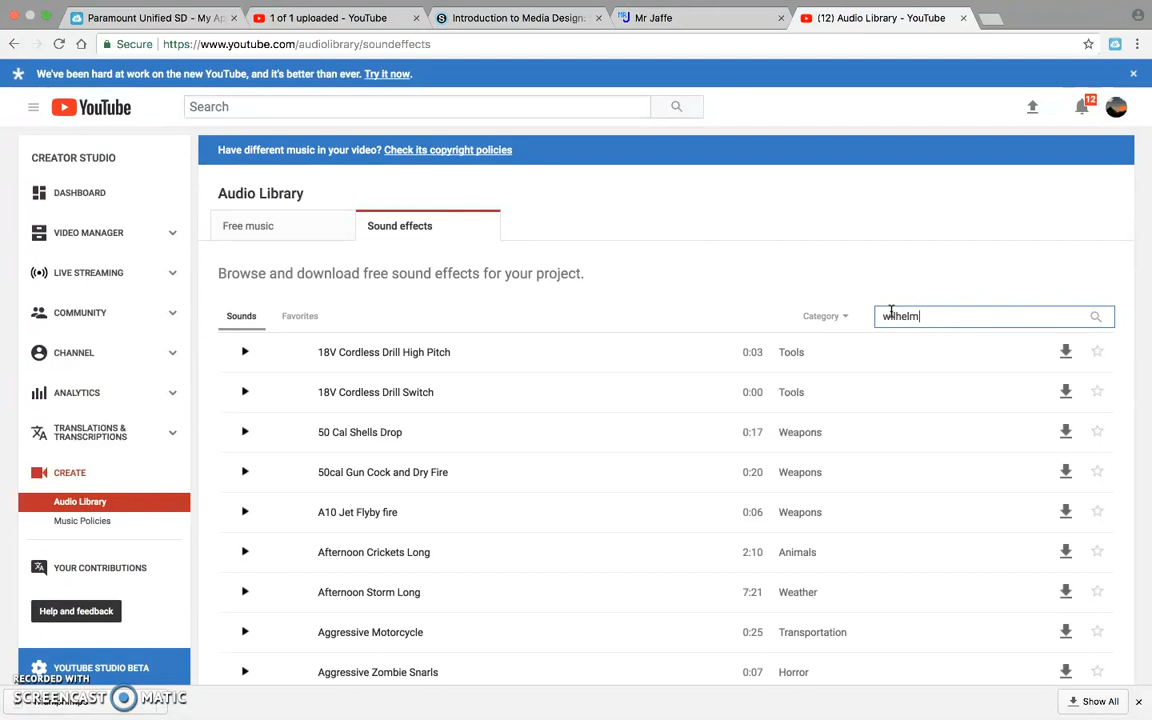 Paramount Unified SD - My Ap
1 of 1 uploaded - YouTube
Introduction to Media Design:
Mr Jaffe
(12) Audio Library - YouTube
Secure
https://www.youtube.com/audiolibrary/soundeffects
We've been hard at work on the new YouTube, and it's better than ever. Try it now.
YouTube
Search
12
CREATOR STUDIO
DASHBOARD
VIDEO MANAGER
LIVE STREAMING
COMMUNITY
CHANNEL
ANALYTICS
TRANSLATIONS &
TRANSCRIPTIONS
CREATE
Audio Library
Music Policies
YOUR CONTRIBUTIONS
Help and feedback
YOUTUBE STUDIO BETA
Have different music in your video? Check its copyright policies
Audio Library
Free music
Sound effects
Browse and download free sound effects for your project.
Sounds
Favorites
Category
wilhelm
18V Cordless Drill High Pitch 0:03 Tools
18V Cordless Drill Switch 0:00 Tools
50 Cal Shells Drop 0:17 Weapons
50cal Gun Cock and Dry Fire 0:20 Weapons
A10 Jet Flyby fire 0:06 Weapons
Afternoon Crickets Long 2:10 Animals
Afternoon Storm Long 7:21 Weather
Aggressive Motorcycle 0:25 Transportation
Aggressive Zombie Snarls 0:07 Horror
RECORDED WITH
SCREENCAST MATIC
Show All